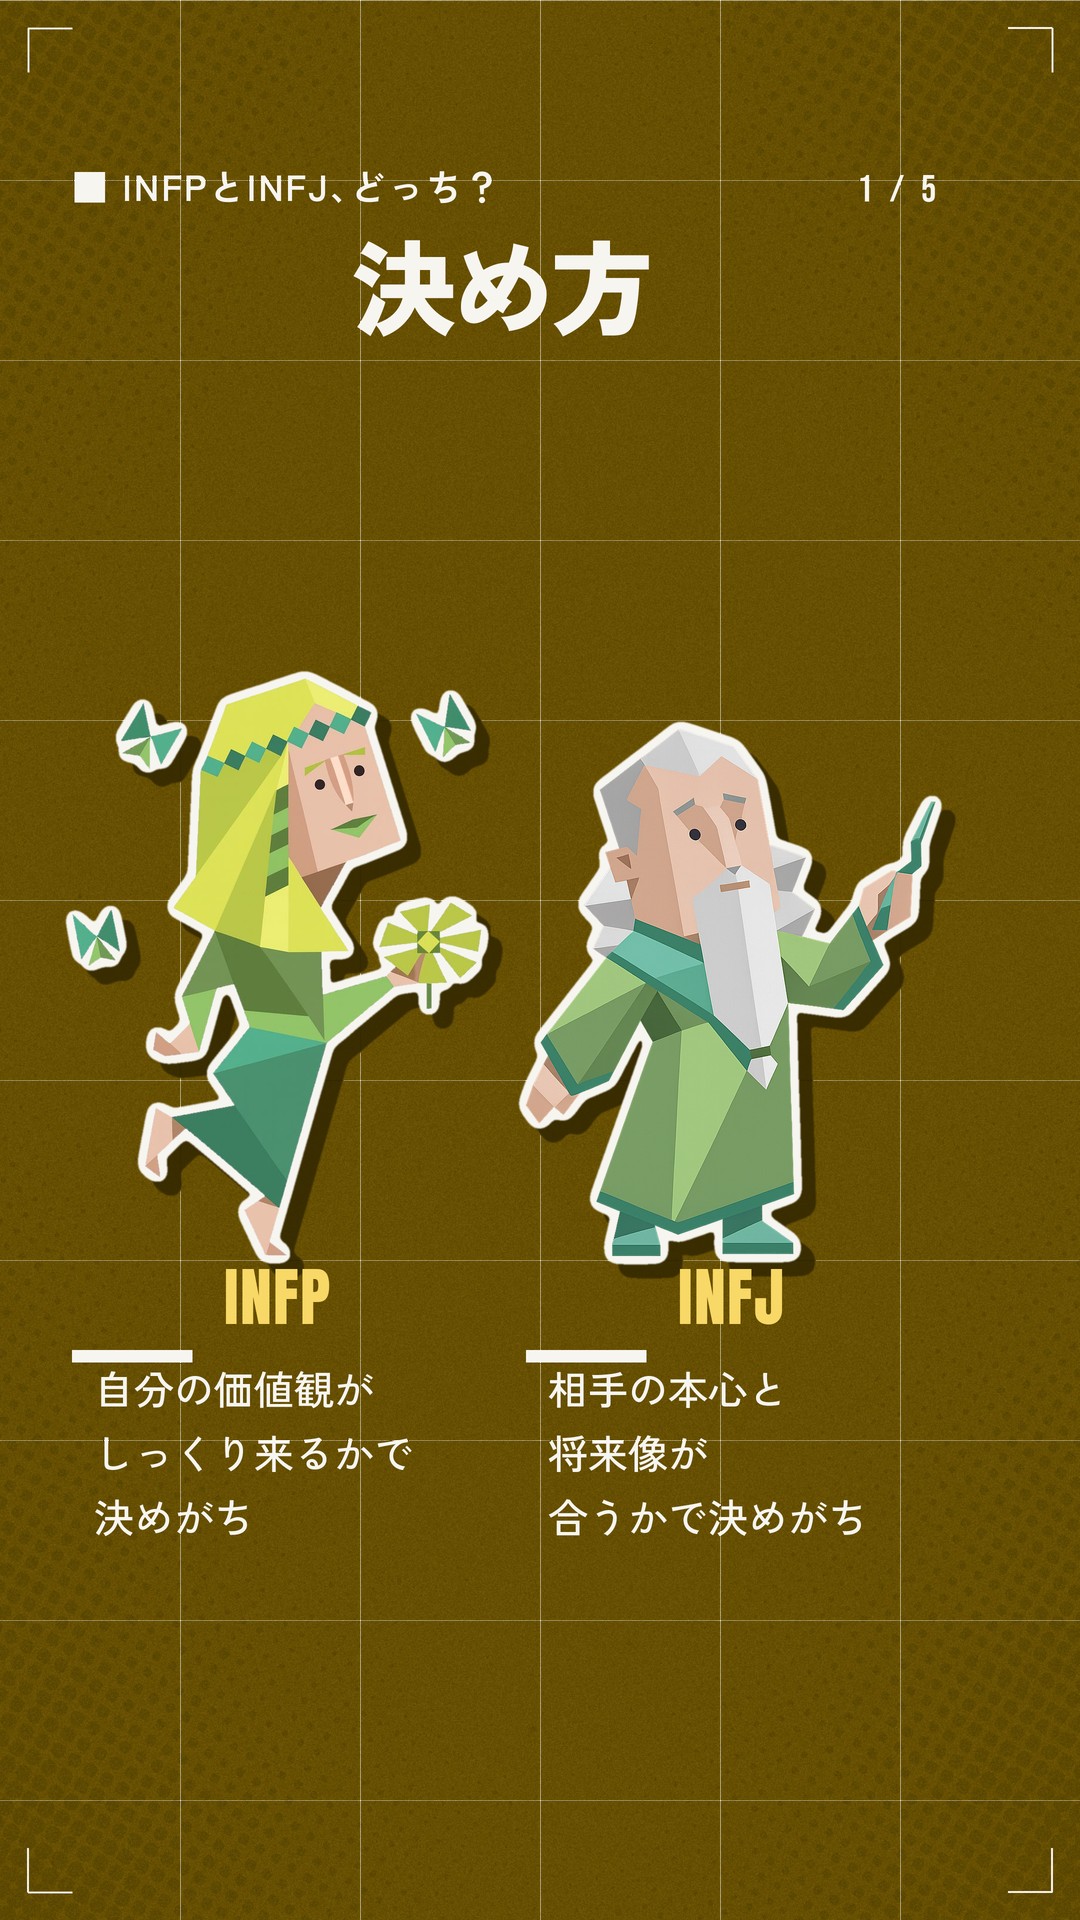 INFPとINFJ、どっち？
1 / 5
決め方
INFP
自分の価値観が
しっくり来るかで
決めがち
INFJ
相手の本心と
将来像が
合うかで決めがち